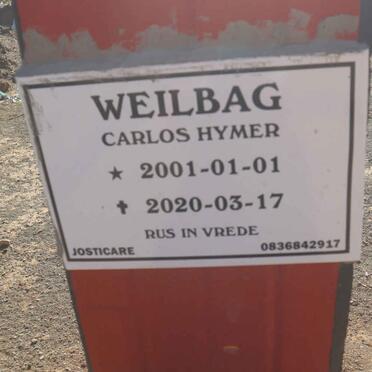 WEILBAG
CARLOS HYMER
★ 2001-01-01
✝ 2020-03-17
RUS IN VREDE
JOSTICARE 0836842917